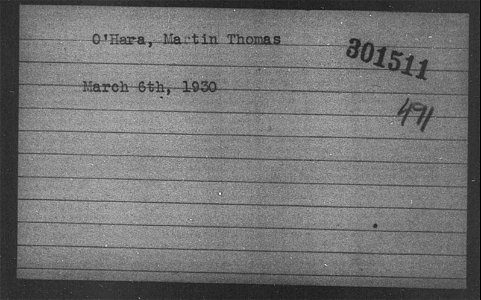 O'Hara, Martin Thomas
301511
March 6th, 1930
491